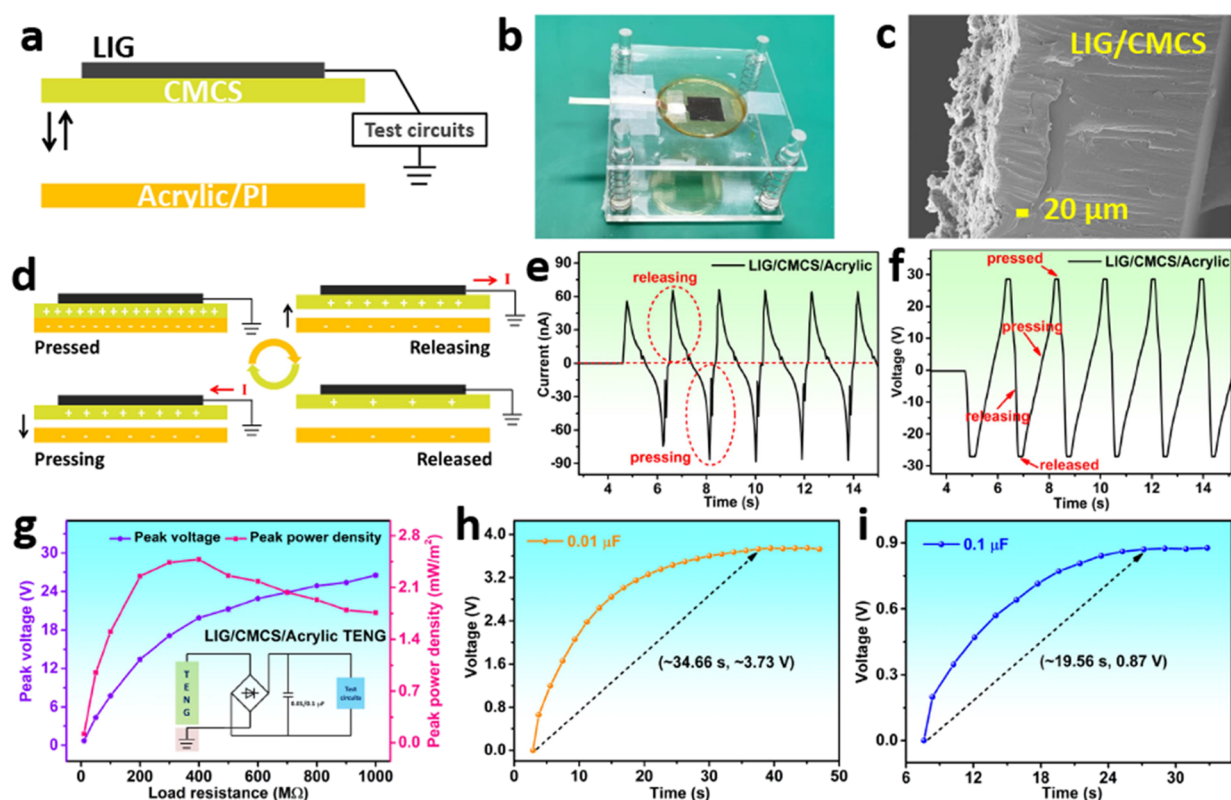 a
LIG
CMCS
Test circuits
Acrylic/PI
b
c
LIG/CMCS
20 μm
d
Pressed
I
Releasing
I
Pressing
Released
e
releasing
LIG/CMCS/Acrylic
pressing
Current (nA)
90
60
30
0
-30
-60
-90
4 6 8 10 12 14
Time (s)
f
pressed
LIG/CMCS/Acrylic
pressing
releasing
released
Voltage (V)
30
20
10
0
-10
-20
-30
4 6 8 10 12 14
Time (s)
g
Peak voltage
Peak power density
LIG/CMCS/Acrylic TENG
TENG
0.01/0.1 μF
Test
circuits
Peak voltage (V)
30
24
18
12
6
0
Peak power density (mW/m²)
2.8
2.1
1.4
0.7
0.0
0 200 400 600 800 1000
Load resistance (MΩ)
h
0.01 μF
(~34.66 s, ~3.73 V)
Voltage (V)
4.0
3.2
2.4
1.6
0.8
0.0
0 10 20 30 40 50
Time (s)
i
0.1 μF
(~19.56 s, 0.87 V)
Voltage (V)
0.9
0.6
0.3
0.0
6 12 18 24 30
Time (s)